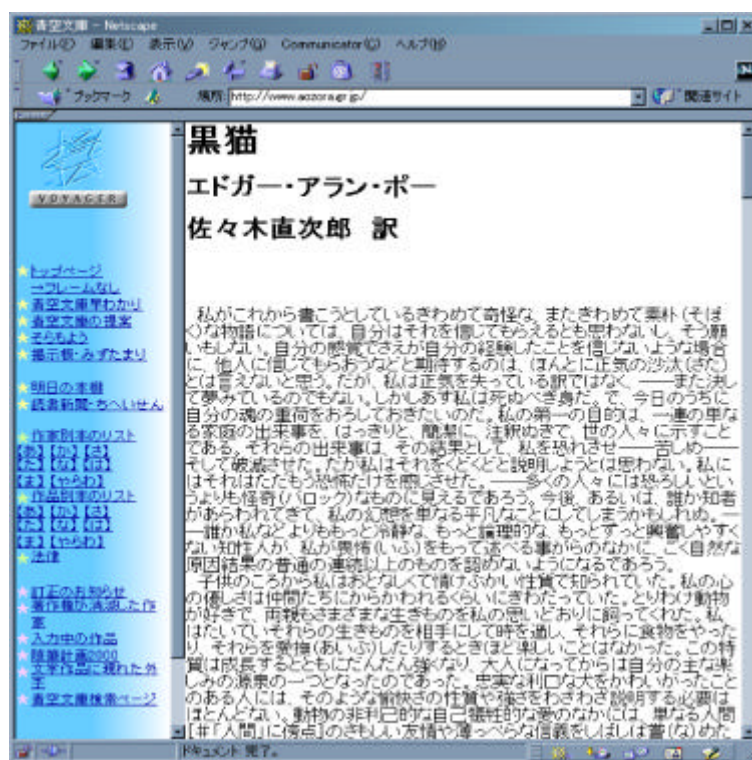 青空文庫 - Netscape
ファイル(F) 編集(E) 表示(V) ジャンプ(G) Communicator(C) ヘルプ(H)
ブックマーク 場所: http://www.aozora.gr.jp/ 関連サイト
VOYAGER
トップページ
→フレームなし
青空文庫早わかり
青空文庫の提案
そらもよう
掲示板・みずたまり
明日の本棚
読書新聞・ちへいせん
作家別本のリスト
【あ】【か】【さ】
【た】【な】【は】
【ま】【やらわ】
作品別本のリスト
【あ】【か】【さ】
【た】【な】【は】
【ま】【やらわ】
法律
訂正のお知らせ
著作権が消滅した作
家
入力中の作品
随筆計画2000
文学作品に現れた外
字
青空文庫検索ページ
黒猫
エドガー・アラン・ポー
佐々木直次郎 訳
私がこれから書こうとしているきわめて奇怪な、またきわめて素朴(そぼ
く)な物語については、自分はそれを信じてもらえるとも思わないし、そう願
いもしない。自分の感覚でさえが自分の経験したことを信じないような場合
に、他人に信じてもらおうなどと期待するのは、ほんとに正気の沙汰(さた)
とは言えないと思う。だが、私は正気を失っている訳ではなく、――また決し
て夢みているのでもない。しかしあす私は死ぬべき身だ。で、今日のうちに
自分の魂の重荷をおろしておきたいのだ。私の第一の目的は、一連の単な
る家庭の出来事を、はっきりと、簡潔に、注釈ぬきで、世の人々に示すこと
である。それらの出来事は、その結果として、私を恐れさせ――苦しめ――
そして破滅させた。だが私はそれをくどくどと説明しようとは思わない。私に
はそれはただもう恐怖だけを感じさせた。――多くの人々には恐ろしいとい
うよりも怪奇(バロック)なものに見えるであろう。今後、あるいは、誰か知者
があらわれてきて、私の幻想を単なる平凡なことにしてしまうかもしれぬ。―
―誰か私などよりももっと冷静な、もっと論理的な、もっとずっと興奮しやすく
ない知性人が、私が畏怖(いふ)をもって述べる事がらのなかに、ごく自然な
原因結果の普通の連続以上のものを認めないようになるであろう。
子供のころから私はおとなしくて情けぶかい性質で知られていた。私の心
の優しさは仲間たちにからかわれるくらいにきわだっていた。とりわけ動物
が好きで、両親もさまざまな生きものを私の思いどおりに飼ってくれた。私
はたいていそれらの生きものを相手にして時を過し、それらに食物をやった
り、それらを愛撫(あいぶ)したりするときほど楽しいことはなかった。この特
質は成長するとともにだんだん強くなり、大人になってからは自分の主な楽
しみの源泉の一つとなったのであった。忠実な利口な犬をかわいがったこと
のある人には、そのような愉快さの性質や強さをわざわざ説明する必要は
ほとんどない。動物の非利己的な自己犠牲的な愛のなかには、単なる人間
[#「人間」に傍点]のさもしい友情や薄っぺらな信義をしばしば嘗(な)めた
ドキュメント:完了。